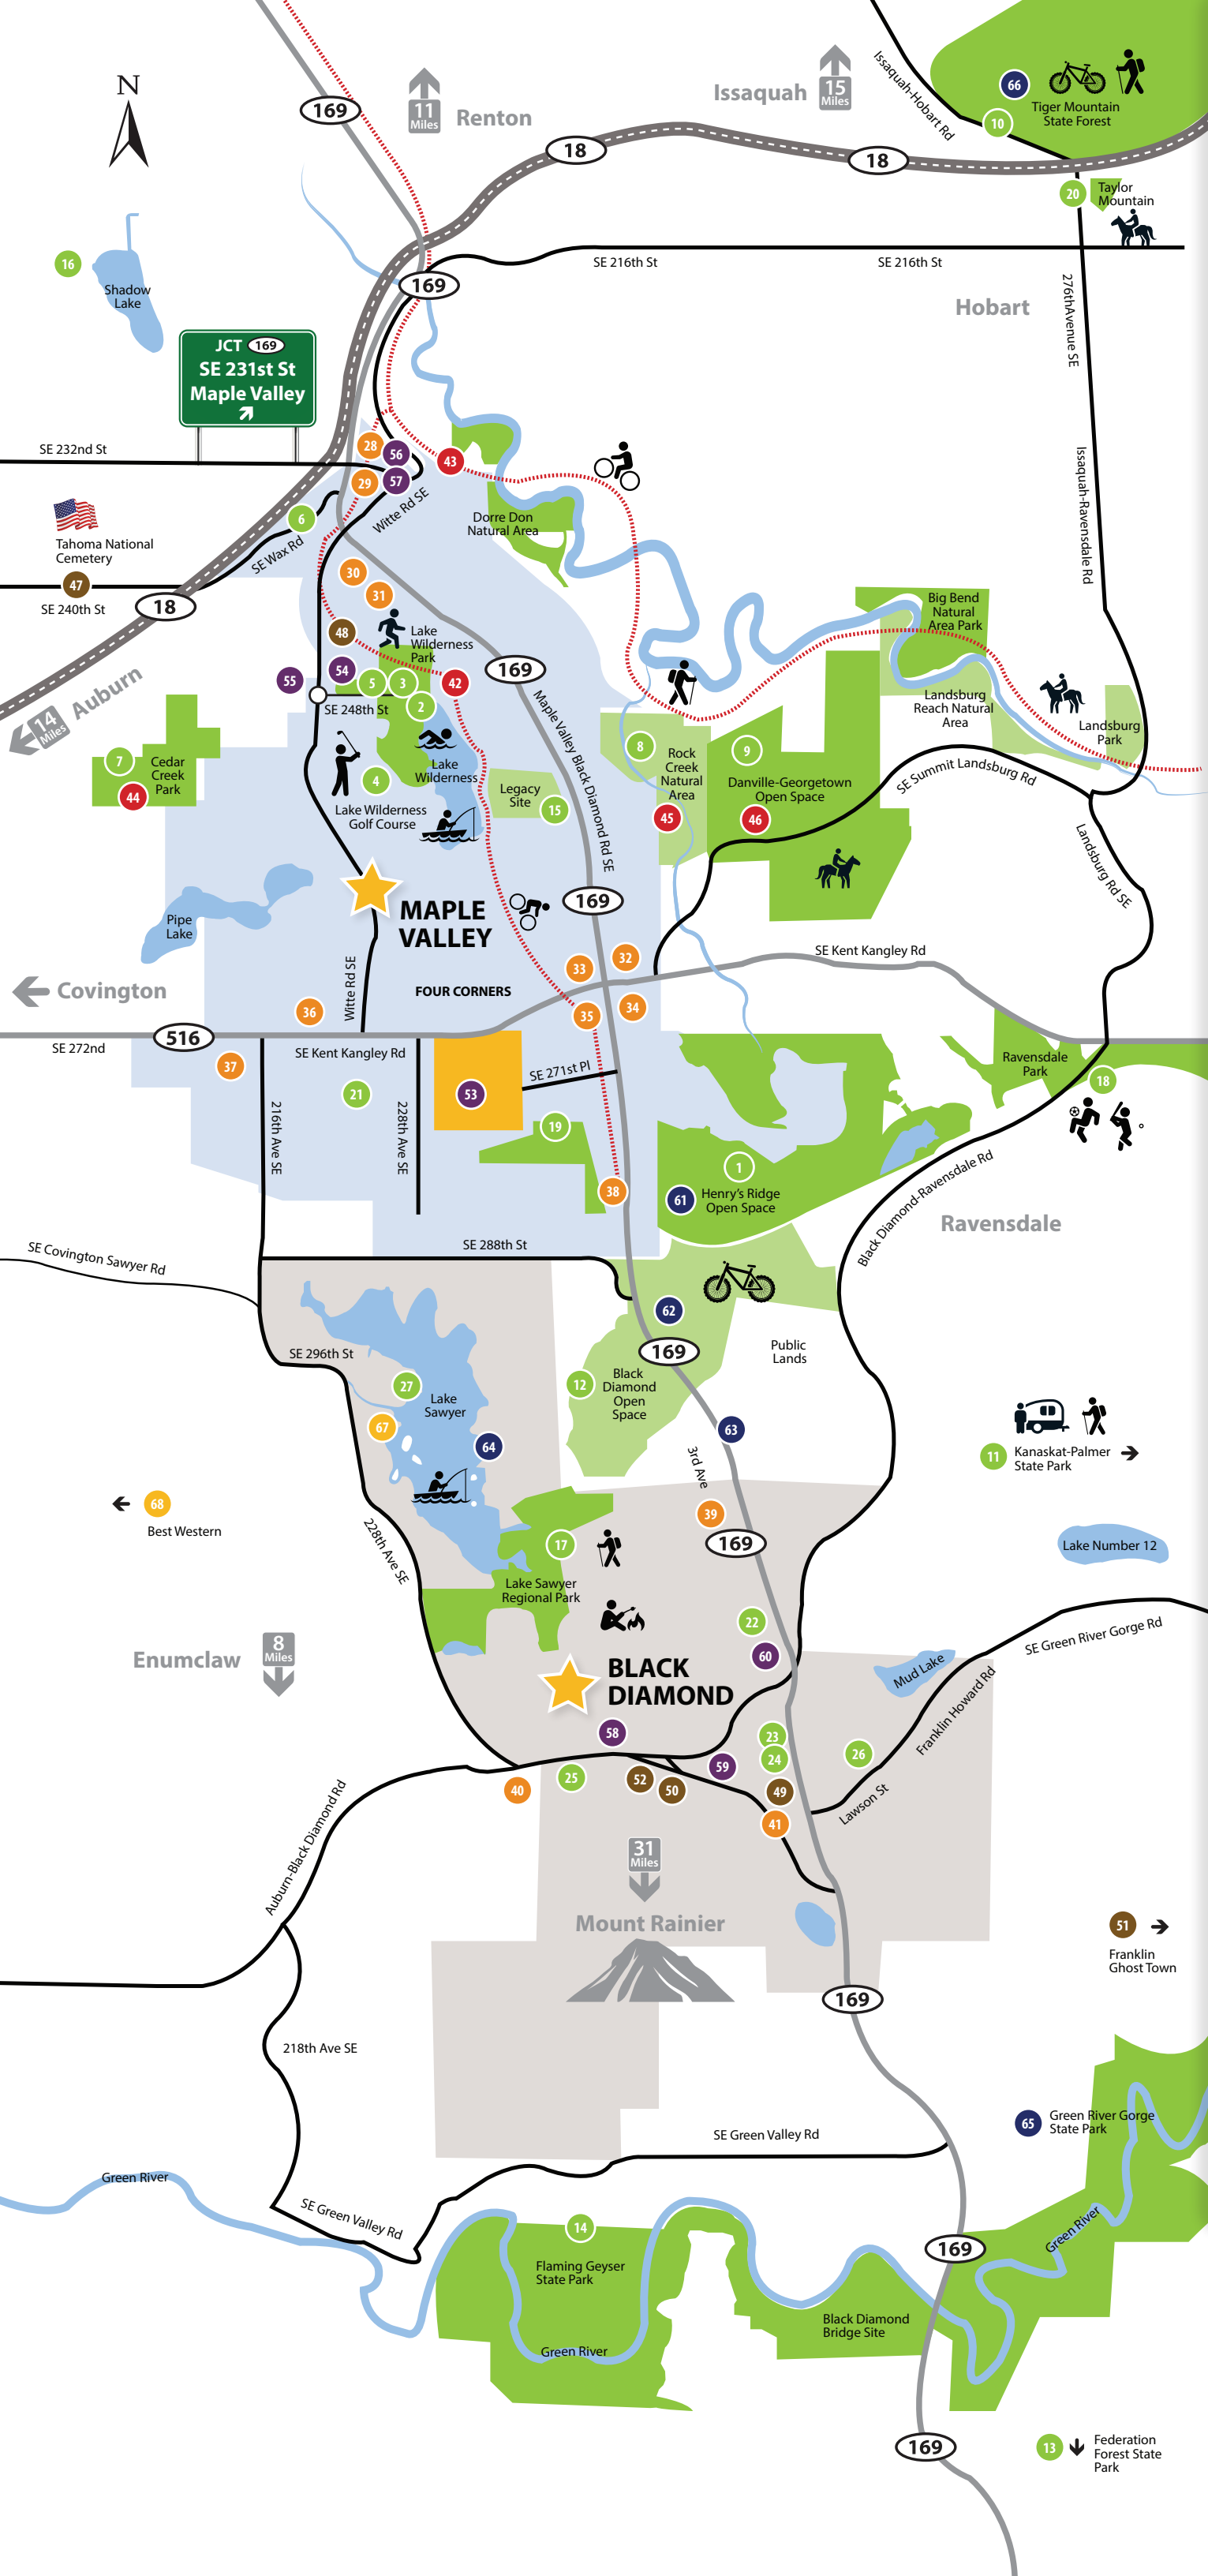 N
169
11
Miles
Renton
Issaquah
15
Miles
Issaquah-Hobart Rd
66
10
Tiger Mountain
State Forest
18
18
20
Taylor
Mountain
16
Shadow
Lake
SE 216th St
SE 216th St
169
Hobart
276thAvenue SE
JCT 169
SE 231st St
Maple Valley
SE 232nd St
28
56
43
29
57
Witte Rd SE
6
Dorre Don
Natural Area
Issaquah-Ravensdale Rd
Tahoma National
Cemetery
SE Wax Rd
47
SE 240th St
18
30
31
Big Bend
Natural
Area Park
48
Lake
Wilderness
Park
169
14
Miles
Auburn
55
54
5
3
42
2
SE 248th St
Maple Valley Black Diamond Rd SE
Landsburg
Reach Natural
Area
Landsburg
Park
7
Cedar
Creek
Park
44
4
Lake
Wilderness
Lake Wilderness
Golf Course
Legacy
Site
15
8
Rock
Creek
Natural
Area
45
9
Danville-Georgetown
Open Space
46
SE Summit Landsburg Rd
Landsburg Rd SE
Pipe
Lake
MAPLE
VALLEY
169
33
32
SE Kent Kangley Rd
Covington
FOUR CORNERS
Witte Rd SE
36
35
34
516
SE 272nd
SE Kent Kangley Rd
37
21
53
SE 271st Pl
216th Ave SE
228th Ave SE
19
38
Ravensdale
Park
18
1
61
Henry's Ridge
Open Space
Black Diamond-Ravensdale Rd
Ravensdale
SE Covington Sawyer Rd
SE 288th St
62
169
Public
Lands
SE 296th St
27
Lake
Sawyer
67
64
12
Black
Diamond
Open
Space
63
3rd Ave
11
Kanaskat-Palmer
State Park
68
Best Western
39
169
228th Ave SE
17
Lake Sawyer
Regional Park
Lake Number 12
22
60
SE Green River Gorge Rd
Enumclaw
8
Miles
BLACK
DIAMOND
Mud Lake
Franklin Howard Rd
58
23
24
26
59
40
25
52
50
49
41
Lawson St
Auburn-Black Diamond Rd
31
Miles
Mount Rainier
51
Franklin
Ghost Town
169
218th Ave SE
65
Green River Gorge
State Park
SE Green Valley Rd
Green River
SE Green Valley Rd
14
Flaming Geyser
State Park
Green River
169
Green River
Black Diamond
Bridge Site
169
13
Federation
Forest State
Park